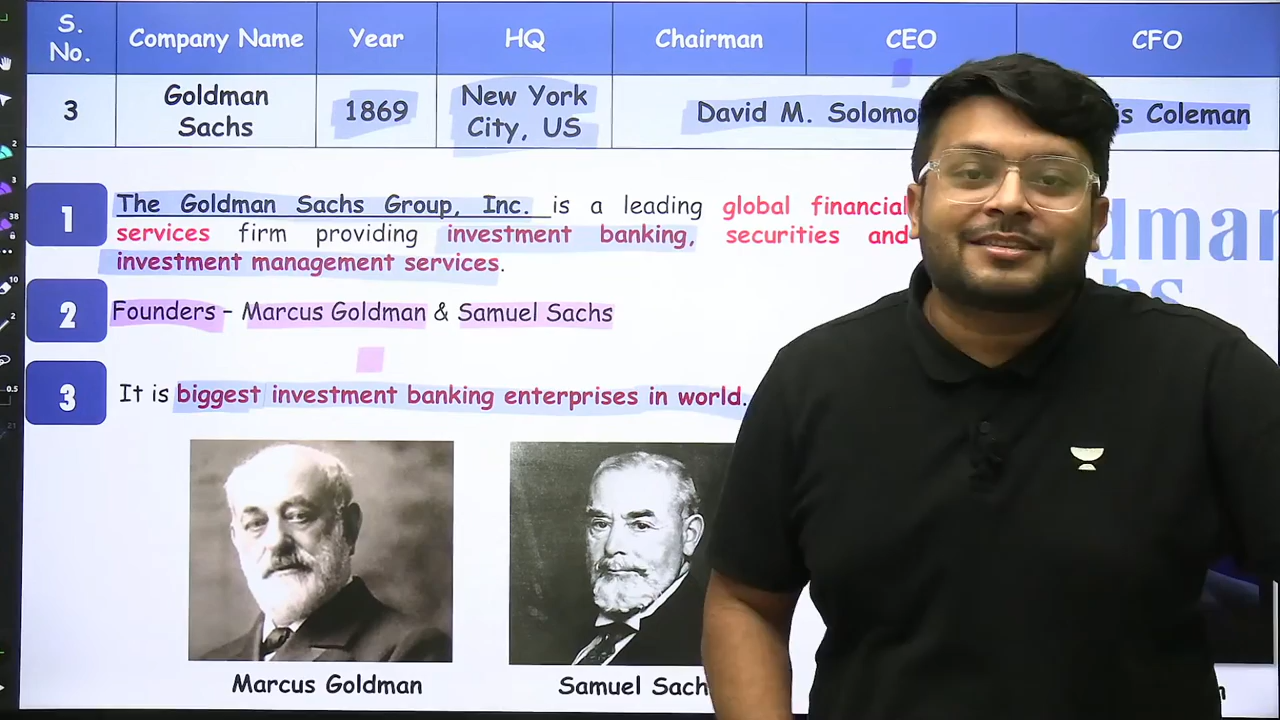 S. No. Company Name Year HQ Chairman CEO CFO
3 Goldman Sachs 1869 New York City, US David M. Solomo is Coleman
1 The Goldman Sachs Group, Inc. is a leading global financial
services firm providing investment banking, securities and
investment management services.
2 Founders – Marcus Goldman & Samuel Sachs
3 It is biggest investment banking enterprises in world.
dman
hs
Marcus Goldman Samuel Sach